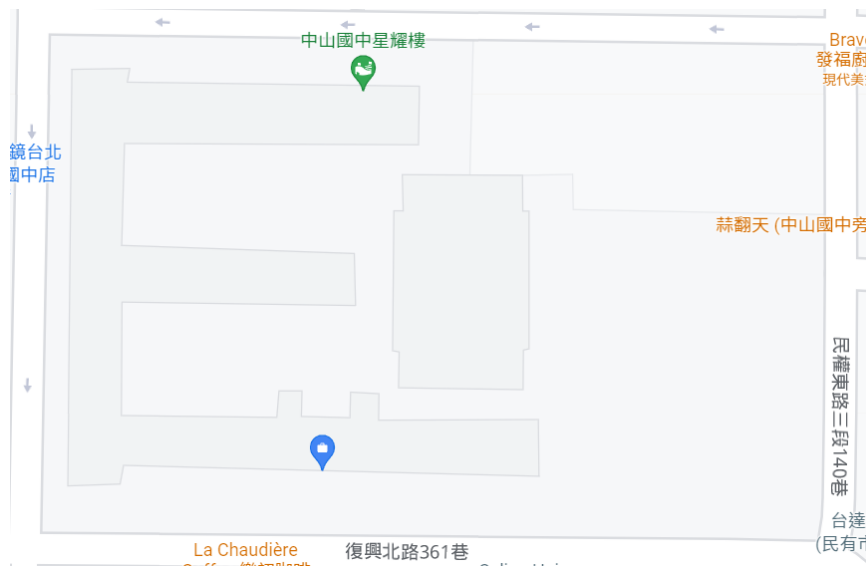 中山國中星耀樓
Brav
發福廚
現代美
鏡台北
國中店
蒜翻天 (中山國中旁
民權東路三段140巷
台達
(民有市
La Chaudière
復興北路361巷